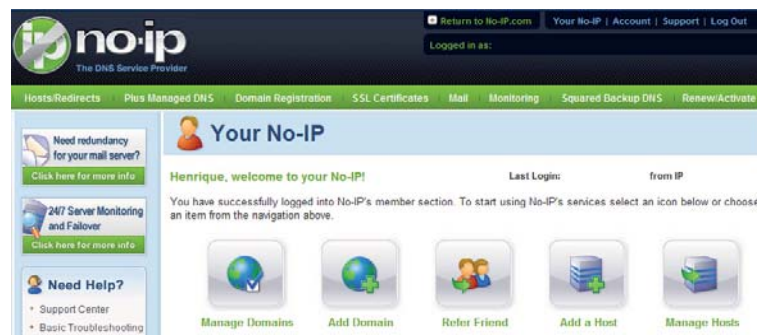 no·ip
The DNS Service Provider
Return to No-IP.com
Your No-IP | Account | Support | Log Out
Logged in as:
Hosts/Redirects Plus Managed DNS Domain Registration SSL Certificates Mail Monitoring Squared Backup DNS Renew/Activate
Need redundancy
for your mail server?
Click here for more info
24/7 Server Monitoring
and Failover
Click here for more info
Need Help?
• Support Center
• Basic Troubleshooting
Your No-IP
Henrique, welcome to your No-IP!
Last Login: from IP
You have successfully logged into No-IP's member section. To start using No-IP's services select an icon below or choose
an item from the navigation above.
Manage Domains
Add Domain
Refer Friend
Add a Host
Manage Hosts